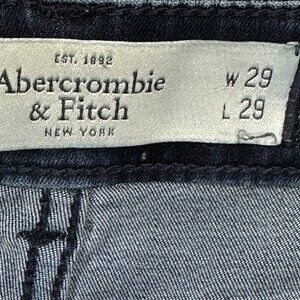 EST. 1892
Abercrombie
& Fitch
NEW YORK
W 29
L 29